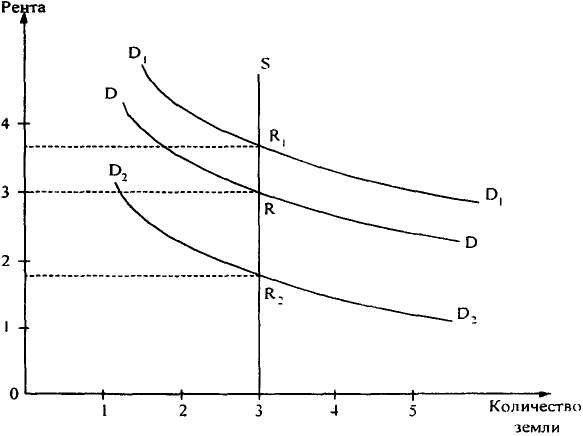 Рента
D₁
S
D
4
R₁
D₂
3
D₁
R
D
2
R₂
D₂
1
0
1 2 3 4 5 Количество
земли